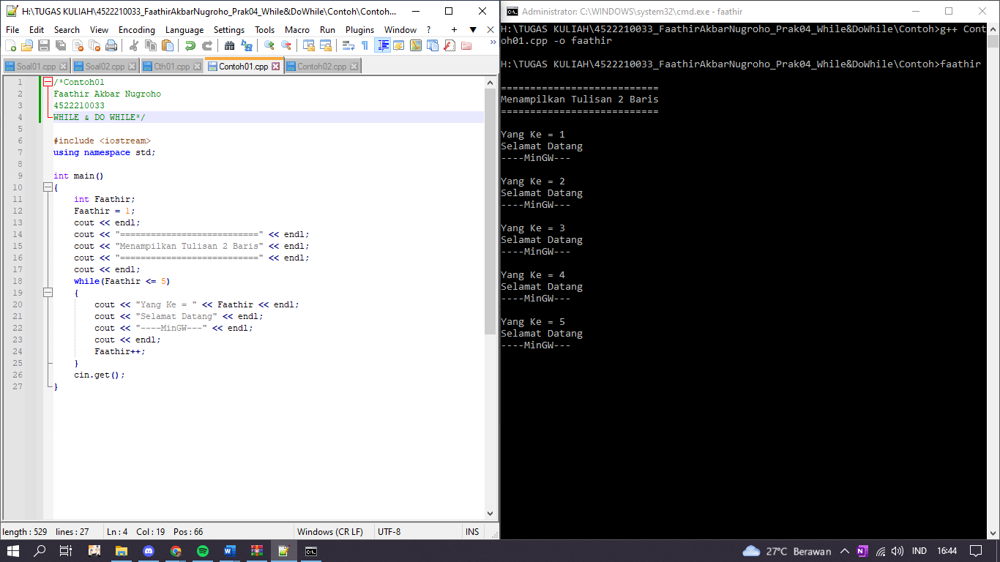 H:\TUGAS KULIAH\4522210033_FaathirAkbarNugroho_Prak04_While&DoWhile\Contoh\Contoh...
File Edit Search View Encoding Language Settings Tools Macro Run Plugins Window ? + ▼ X
Soal01.cpp Soal02.cpp Cth01.cpp Contoh01.cpp Contoh02.cpp
1 /*Contoh01
2 Faathir Akbar Nugroho
3 4522210033
4 WHILE & DO WHILE*/
5
6 #include <iostream>
7 using namespace std;
8
9 int main()
10 {
11 int Faathir;
12 Faathir = 1;
13 cout << endl;
14 cout << "===========================" << endl;
15 cout << "Menampilkan Tulisan 2 Baris" << endl;
16 cout << "===========================" << endl;
17 cout << endl;
18 while(Faathir <= 5)
19 {
20 cout << "Yang Ke = " << Faathir << endl;
21 cout << "Selamat Datang" << endl;
22 cout << "----MinGW---" << endl;
23 cout << endl;
24 Faathir++;
25 }
26 cin.get();
27 }
length : 529 lines : 27 Ln : 4 Col : 19 Pos : 66 Windows (CR LF) UTF-8 INS
Administrator: C:\WINDOWS\system32\cmd.exe - faathir
H:\TUGAS KULIAH\4522210033_FaathirAkbarNugroho_Prak04_While&DoWhile\Contoh>g++ Cont
oh01.cpp -o faathir
H:\TUGAS KULIAH\4522210033_FaathirAkbarNugroho_Prak04_While&DoWhile\Contoh>faathir
===========================
Menampilkan Tulisan 2 Baris
===========================
Yang Ke = 1
Selamat Datang
----MinGW---
Yang Ke = 2
Selamat Datang
----MinGW---
Yang Ke = 3
Selamat Datang
----MinGW---
Yang Ke = 4
Selamat Datang
----MinGW---
Yang Ke = 5
Selamat Datang
----MinGW---
27°C Berawan IND 16:44